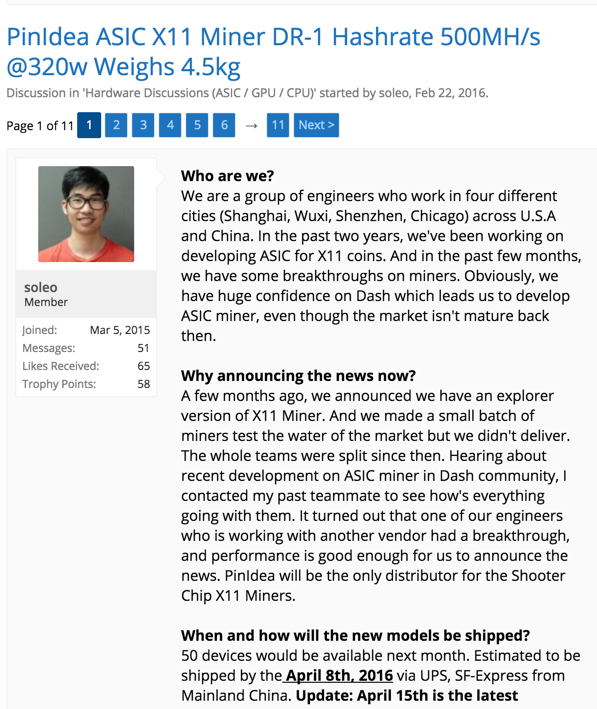 PinIdea ASIC X11 Miner DR-1 Hashrate 500MH/s
@320w Weighs 4.5kg
Discussion in 'Hardware Discussions (ASIC / GPU / CPU)' started by soleo, Feb 22, 2016.
Page 1 of 11 1 2 3 4 5 6 → 11 Next >
soleo
Member
Joined: Mar 5, 2015
Messages: 51
Likes Received: 65
Trophy Points: 58
Who are we?
We are a group of engineers who work in four different
cities (Shanghai, Wuxi, Shenzhen, Chicago) across U.S.A
and China. In the past two years, we've been working on
developing ASIC for X11 coins. And in the past few months,
we have some breakthroughs on miners. Obviously, we
have huge confidence on Dash which leads us to develop
ASIC miner, even though the market isn't mature back
then.
Why announcing the news now?
A few months ago, we announced we have an explorer
version of X11 Miner. And we made a small batch of
miners test the water of the market but we didn't deliver.
The whole teams were split since then. Hearing about
recent development on ASIC miner in Dash community, I
contacted my past teammate to see how's everything
going with them. It turned out that one of our engineers
who is working with another vendor had a breakthrough,
and performance is good enough for us to announce the
news. PinIdea will be the only distributor for the Shooter
Chip X11 Miners.
When and how will the new models be shipped?
50 devices would be available next month. Estimated to be
shipped by the April 8th, 2016 via UPS, SF-Express from
Mainland China. Update: April 15th is the latest